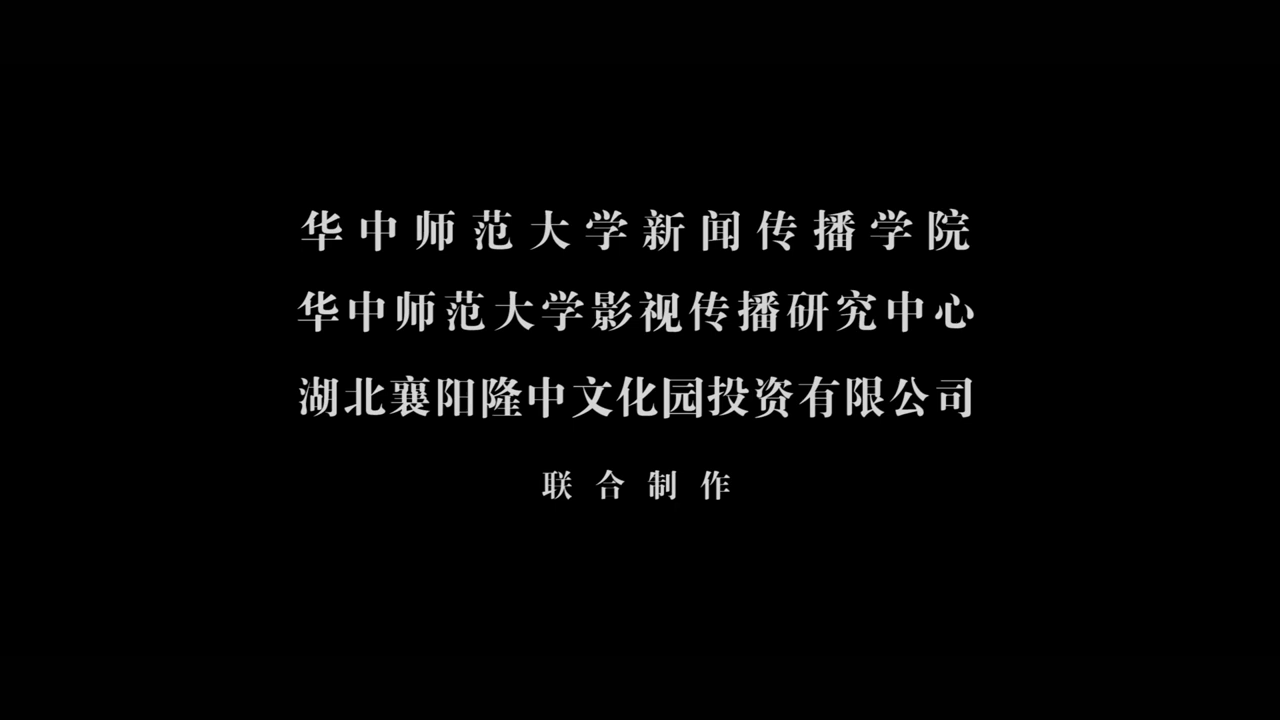 华中师范大学新闻传播学院
华中师范大学影视传播研究中心
湖北襄阳隆中文化园投资有限公司
联合制作